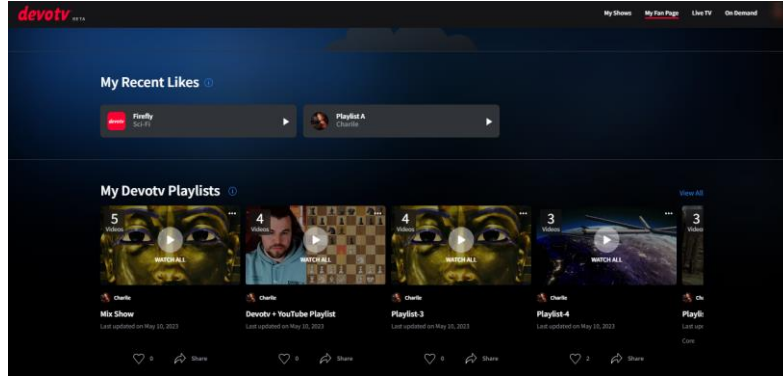 devotv BETA
My Shows My Fan Page Live TV On Demand
My Recent Likes
devotv Firefly
Sci-Fi
Playlist A
Charlie
My Devotv Playlists
View All
5
Videos
WATCH ALL
Charlie
Mix Show
Last updated on May 10, 2023
0 Share
4
Videos
WATCH ALL
Charlie
Devotv + YouTube Playlist
Last updated on May 10, 2023
0 Share
4
Videos
WATCH ALL
Charlie
Playlist-3
Last updated on May 10, 2023
0 Share
3
Videos
WATCH ALL
Charlie
Playlist-4
Last updated on May 10, 2023
2 Share
3